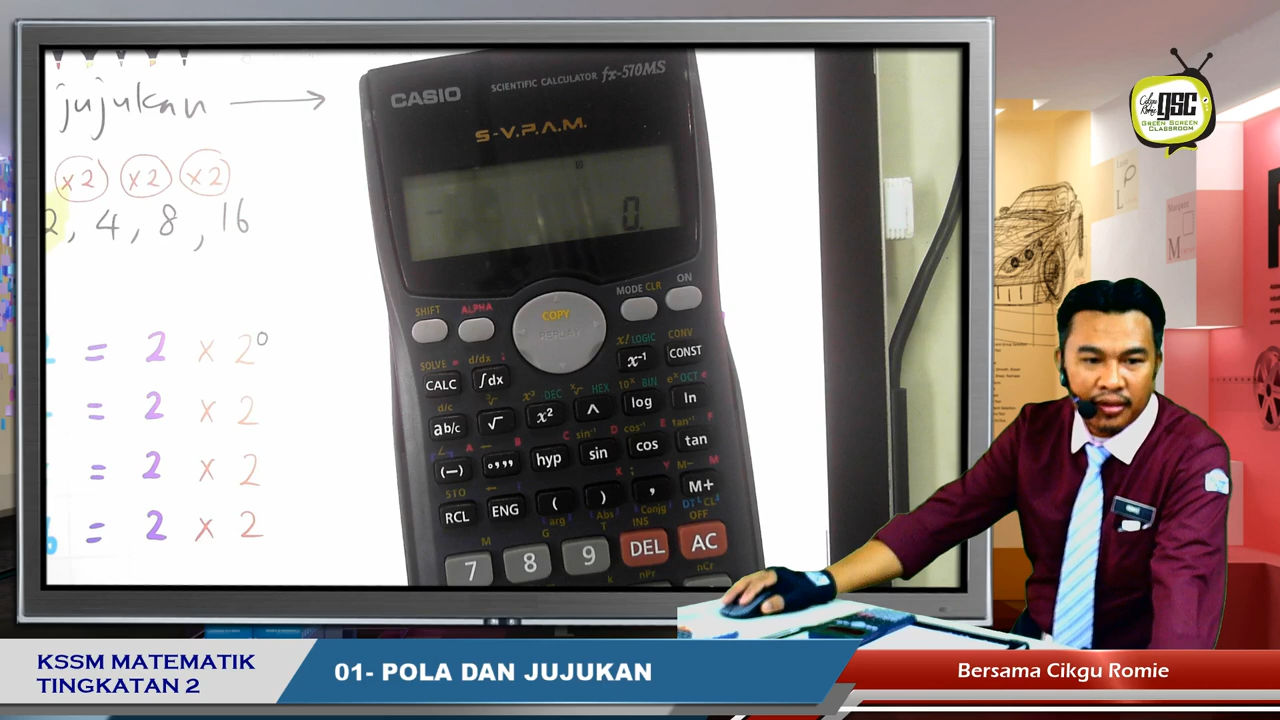 jujukan
×2 ×2 ×2
2, 4, 8, 16
= 2 × 2⁰
= 2 × 2
= 2 × 2
= 2 × 2
CASIO
SCIENTIFIC CALCULATOR fx-570MS
S-V.P.A.M.
0.
SHIFT ALPHA MODE CLR ON
COPY
REPLAY
x! LOGIC CONV
x⁻¹ CONST
SOLVE = d/dx :
CALC ∫dx
d/c ³√ x³ DEC ˣ√ HEX 10ˣ BIN eˣ OCT e
ab/c √ x² ^ log ln
∠ A ← B C sin⁻¹ D cos⁻¹ E tan⁻¹ F
(−) °,,, hyp sin cos tan
STO ← X ; Y M− M
RCL ENG ( ) , M+
arg Abs Conjg DT CL
M G T INS OFF
7 8 9 DEL AC
k nPr nCr
Cikgu Romie gsc
GREEN SCREEN
CLASSROOM
L P
M
KSSM MATEMATIK
TINGKATAN 2
01- POLA DAN JUJUKAN
Bersama Cikgu Romie